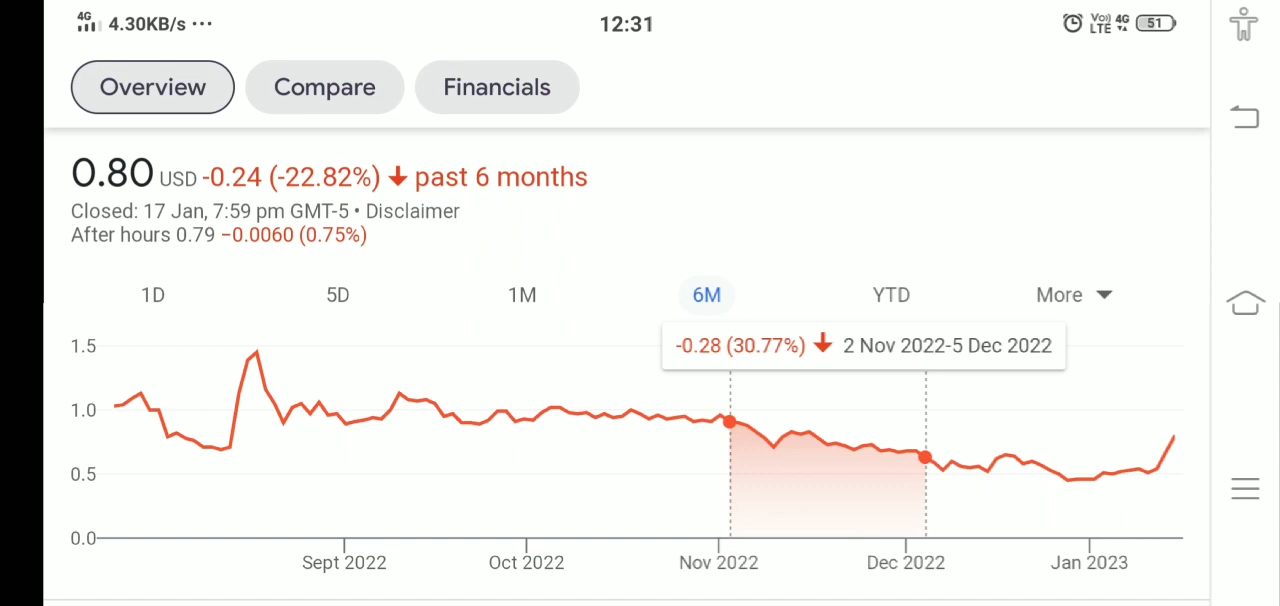 4G 4.30KB/s ··· 12:31 Vo) LTE 4G 51
Overview Compare Financials
0.80 USD -0.24 (-22.82%) ↓ past 6 months
Closed: 17 Jan, 7:59 pm GMT-5 • Disclaimer
After hours 0.79 −0.0060 (0.75%)
1D 5D 1M 6M YTD More
-0.28 (30.77%) ↓ 2 Nov 2022-5 Dec 2022
1.5
1.0
0.5
0.0
Sept 2022 Oct 2022 Nov 2022 Dec 2022 Jan 2023